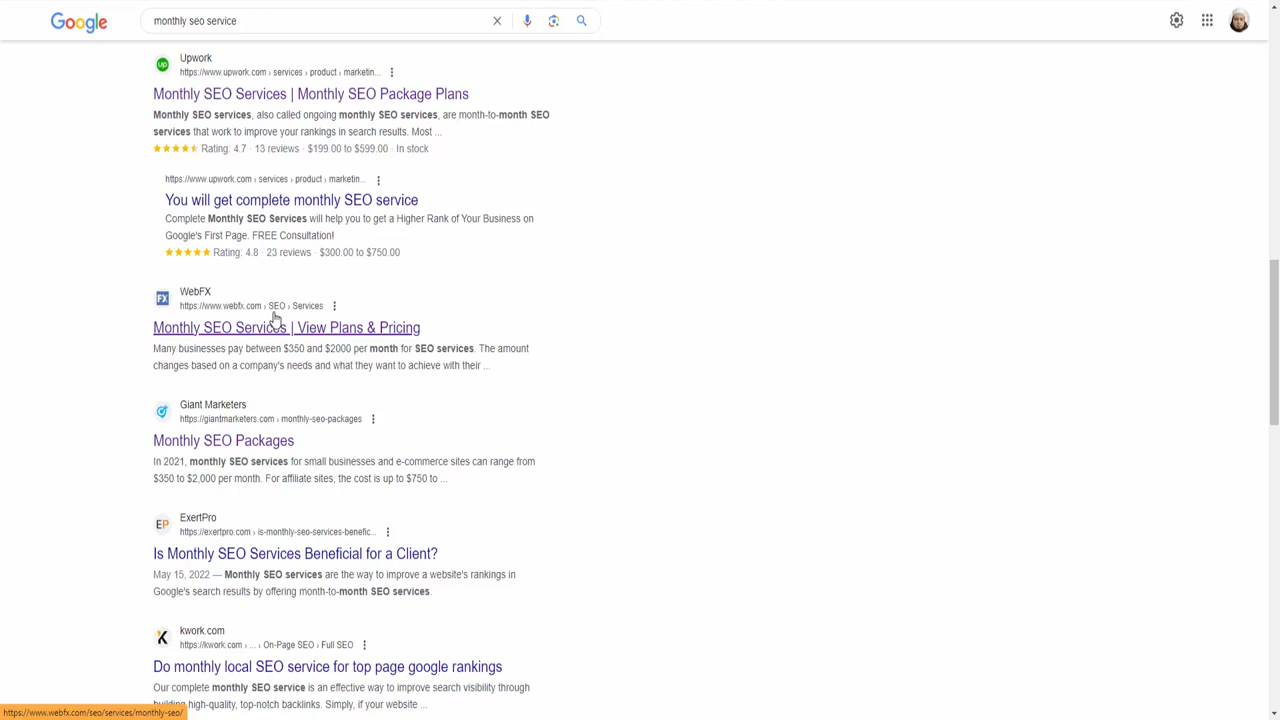 Google
monthly seo service
Upwork
https://www.upwork.com › services › product › marketin...
Monthly SEO Services | Monthly SEO Package Plans
Monthly SEO services, also called ongoing monthly SEO services, are month-to-month SEO
services that work to improve your rankings in search results. Most ...
Rating: 4.7 · 13 reviews · $199.00 to $599.00 · In stock
https://www.upwork.com › services › product › marketin...
You will get complete monthly SEO service
Complete Monthly SEO Services will help you to get a Higher Rank of Your Business on
Google's First Page. FREE Consultation!
Rating: 4.8 · 23 reviews · $300.00 to $750.00
FX
WebFX
https://www.webfx.com › SEO › Services
Monthly SEO Services | View Plans & Pricing
Many businesses pay between $350 and $2000 per month for SEO services. The amount
changes based on a company's needs and what they want to achieve with their ...
Giant Marketers
https://giantmarketers.com › monthly-seo-packages
Monthly SEO Packages
In 2021, monthly SEO services for small businesses and e-commerce sites can range from
$350 to $2,000 per month. For affiliate sites, the cost is up to $750 to ...
EP
ExertPro
https://exertpro.com › is-monthly-seo-services-benefic...
Is Monthly SEO Services Beneficial for a Client?
May 15, 2022 — Monthly SEO services are the way to improve a website's rankings in
Google's search results by offering month-to-month SEO services.
kwork.com
https://kwork.com › ... › On-Page SEO › Full SEO
Do monthly local SEO service for top page google rankings
Our complete monthly SEO service is an effective way to improve search visibility through
building high-quality, top-notch backlinks. Simply, if your website ...
https://www.webfx.com/seo/services/monthly-seo/